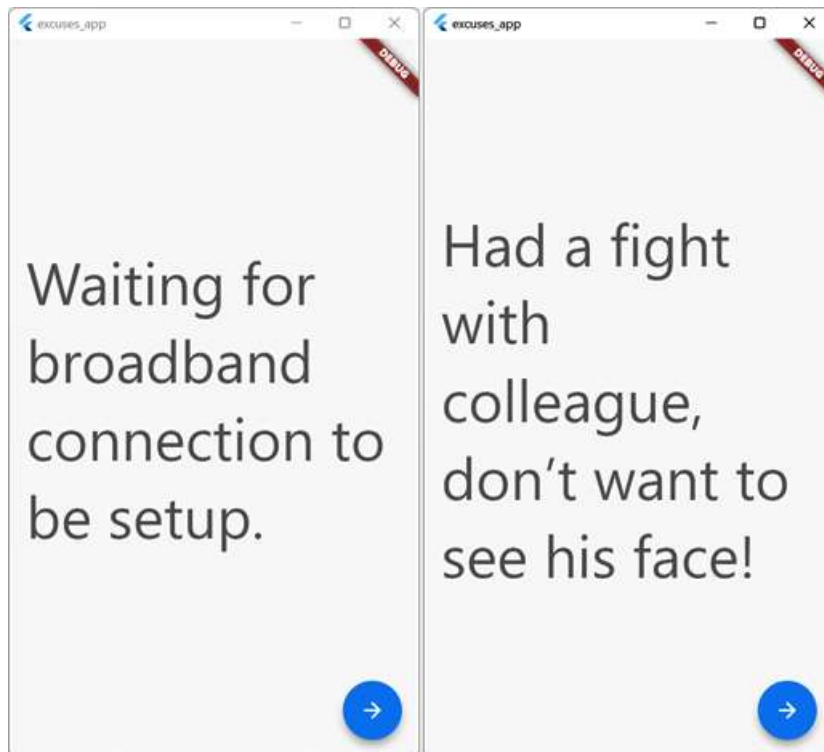 excuses_app
DEBUG
Waiting for
broadband
connection to
be setup.
excuses_app
DEBUG
Had a fight
with
colleague,
don’t want to
see his face!